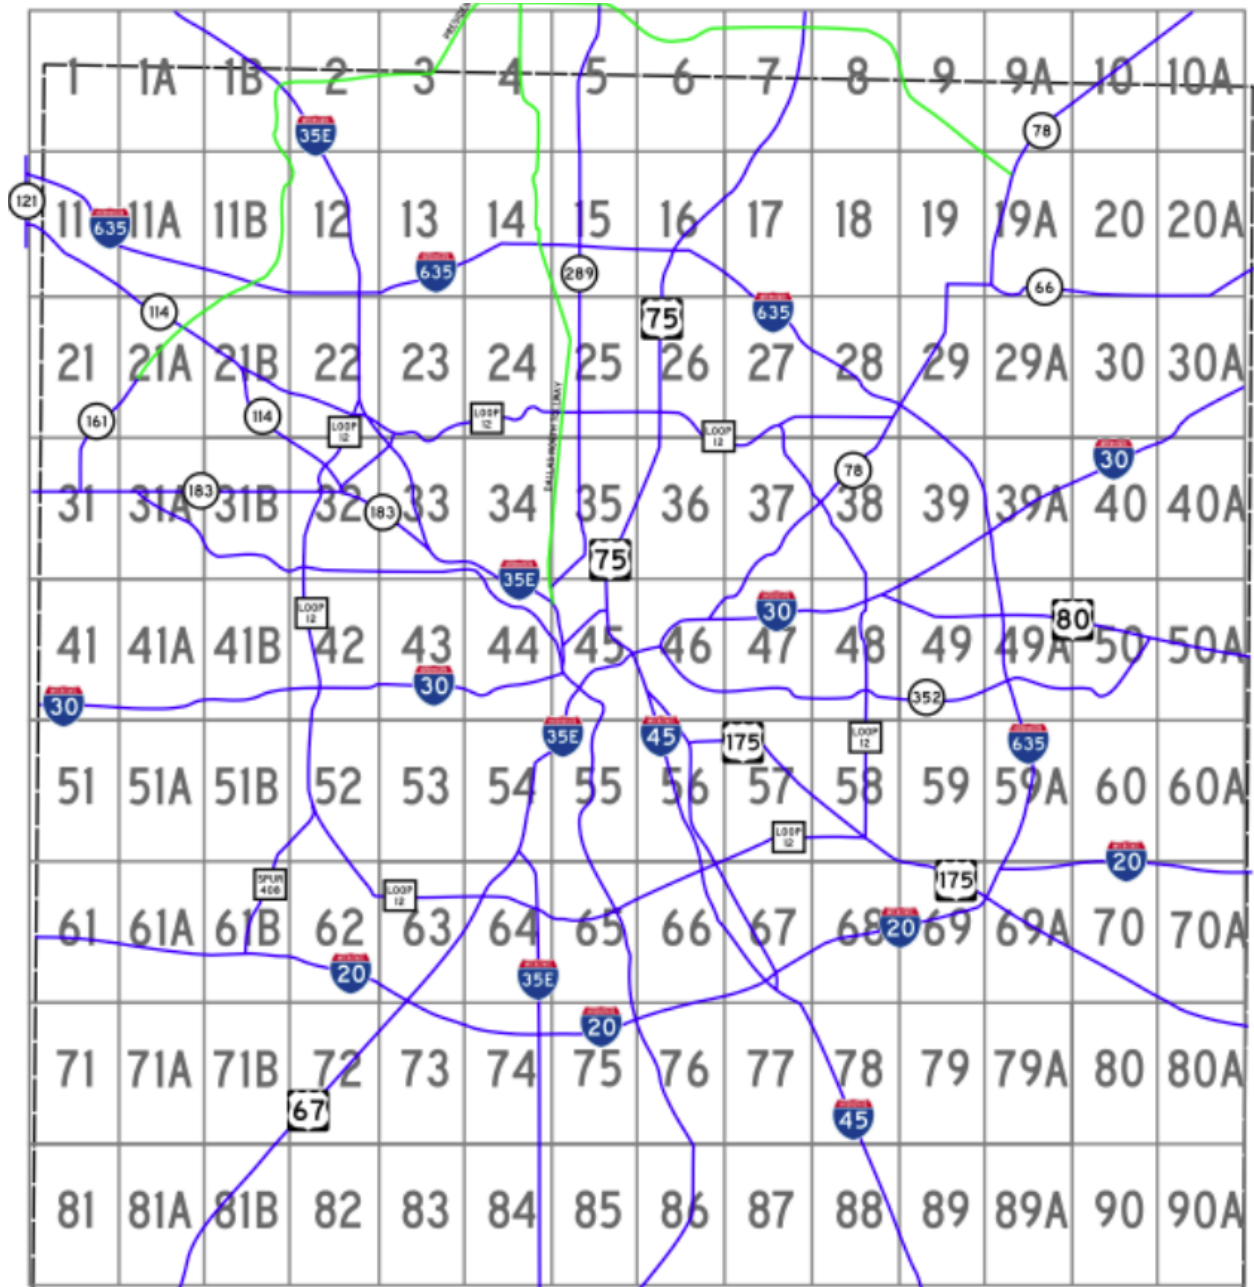 PRESIDEN
1 1A 1B 2 3 4 5 6 7 8 9 9A 10 10A
35E 78
121 11 635 11A 11B 12 13 14 15 16 17 18 19 19A 20 20A
635 289 66
114 75 635
21 21A 21B 22 23 24 25 26 27 28 29 29A 30 30A
161 114 LOOP 12 LOOP 12 LOOP 12
DALLAS NORTH TOLLWAY
78 30
31 183 31A 31B 32 183 33 34 35 36 37 38 39 39A 40 40A
35E 75
LOOP 12 30 80
41 41A 41B 42 43 44 45 46 47 48 49 49A 50 50A
30 30 352
35E 45 175 LOOP 12 635
51 51A 51B 52 53 54 55 56 57 58 59 59A 60 60A
LOOP 12 20
SPUR 408 LOOP 12 175
61 61A 61B 62 63 64 65 66 67 68 20 69 69A 70 70A
20 35E
20
71 71A 71B 72 73 74 75 76 77 78 79 79A 80 80A
67 45
81 81A 81B 82 83 84 85 86 87 88 89 89A 90 90A